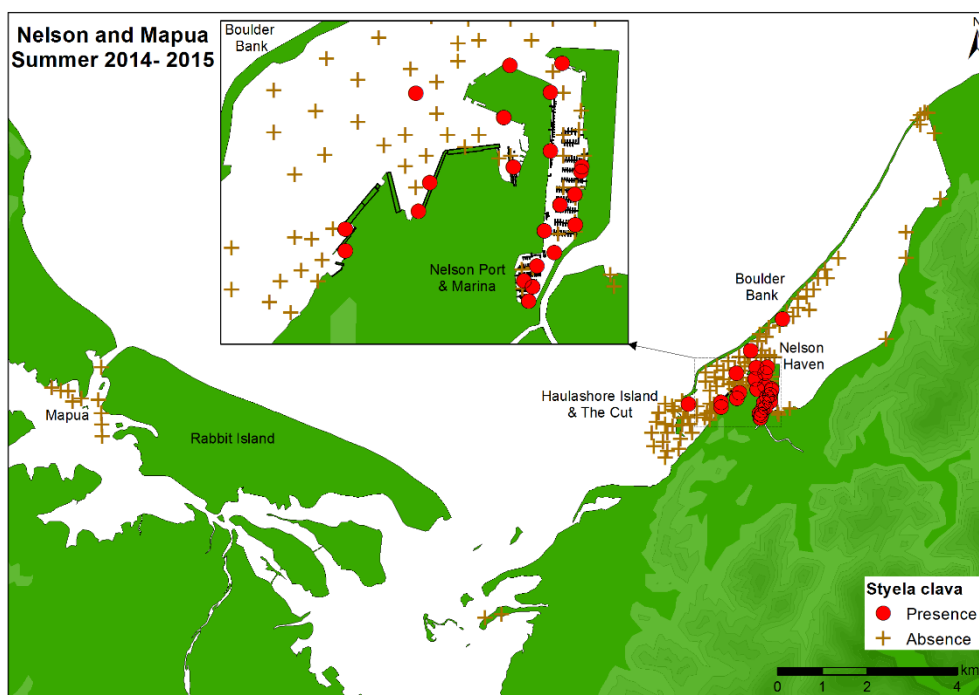 Nelson and Mapua
Summer 2014- 2015
Boulder
Bank
N
Nelson Port
& Marina
Boulder
Bank
Nelson
Haven
Haulashore Island
& The Cut
Mapua
Rabbit Island
Styela clava
Presence
Absence
0 1 2 4
km